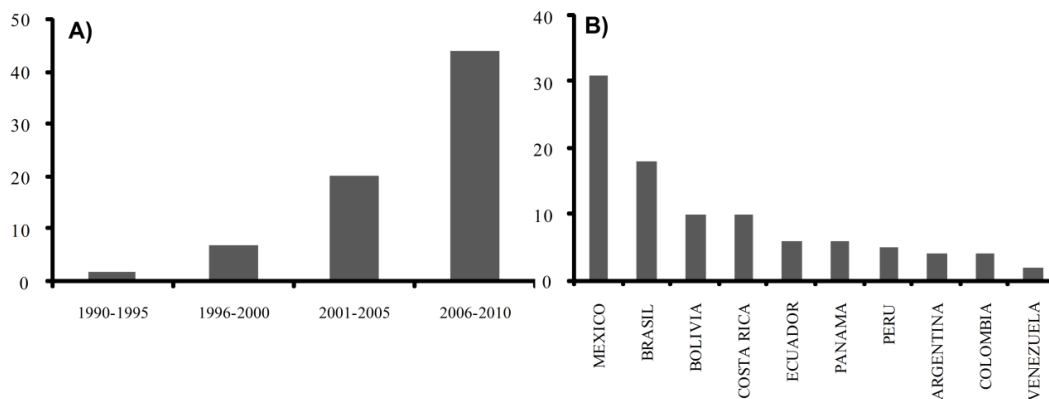 A)
50
40
30
20
10
0
1990-1995
1996-2000
2001-2005
2006-2010
B)
40
30
20
10
0
MEXICO
BRASIL
BOLIVIA
COSTA RICA
ECUADOR
PANAMA
PERU
ARGENTINA
COLOMBIA
VENEZUELA